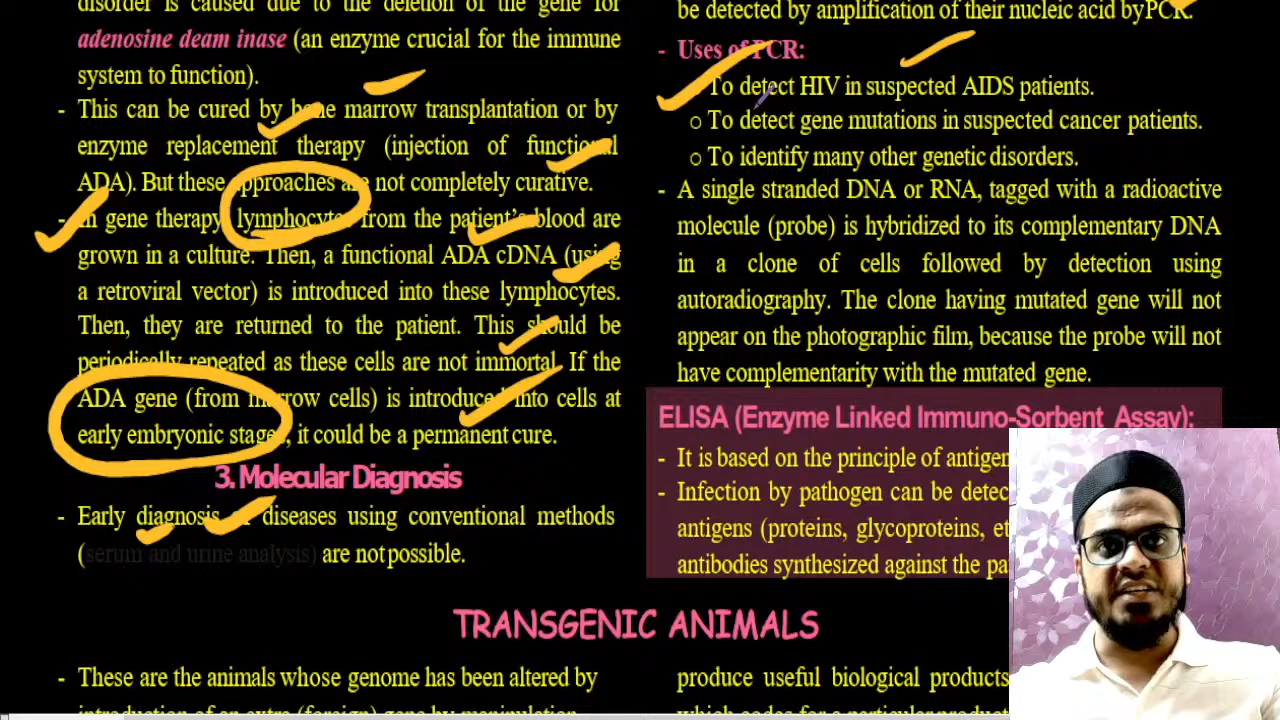 disorder is caused due to the deletion of the gene for
adenosine deam inase (an enzyme crucial for the immune
system to function).
- This can be cured by bone marrow transplantation or by
enzyme replacement therapy (injection of functional
ADA). But these approaches are not completely curative.
- In gene therapy, lymphocytes from the patient's blood are
grown in a culture. Then, a functional ADA cDNA (using
a retroviral vector) is introduced into these lymphocytes.
Then, they are returned to the patient. This should be
periodically repeated as these cells are not immortal. If the
ADA gene (from marrow cells) is introduced into cells at
early embryonic stages, it could be a permanent cure.
3. Molecular Diagnosis
- Early diagnosis of diseases using conventional methods
(serum and urine analysis) are not possible.
be detected by amplification of their nucleic acid by PCR.
- Uses of PCR:
To detect HIV in suspected AIDS patients.
o To detect gene mutations in suspected cancer patients.
o To identify many other genetic disorders.
- A single stranded DNA or RNA, tagged with a radioactive
molecule (probe) is hybridized to its complementary DNA
in a clone of cells followed by detection using
autoradiography. The clone having mutated gene will not
appear on the photographic film, because the probe will not
have complementarity with the mutated gene.
ELISA (Enzyme Linked Immuno-Sorbent Assay):
- It is based on the principle of antigen
- Infection by pathogen can be detec
antigens (proteins, glycoproteins, et
antibodies synthesized against the pa
TRANSGENIC ANIMALS
- These are the animals whose genome has been altered by
introduction of an extra (foreign) gene by manipulation
produce useful biological products
which codes for a particular product